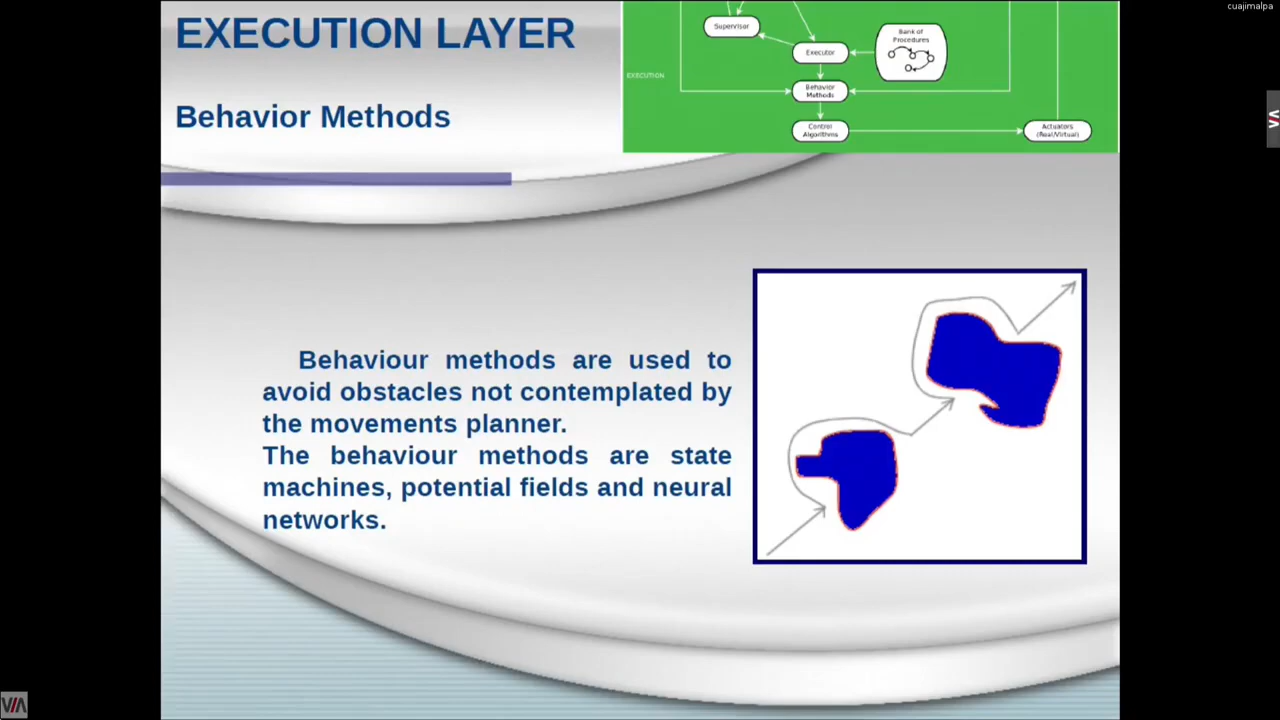 cuajimalpa
EXECUTION LAYER
Behavior Methods
Supervisor
Executor
Bank of
Procedures
EXECUTION
Behavior
Methods
Control
Algorithms
Actuators
(Real/Virtual)
Behaviour methods are used to
avoid obstacles not contemplated by
the movements planner.
The behaviour methods are state
machines, potential fields and neural
networks.
VIA